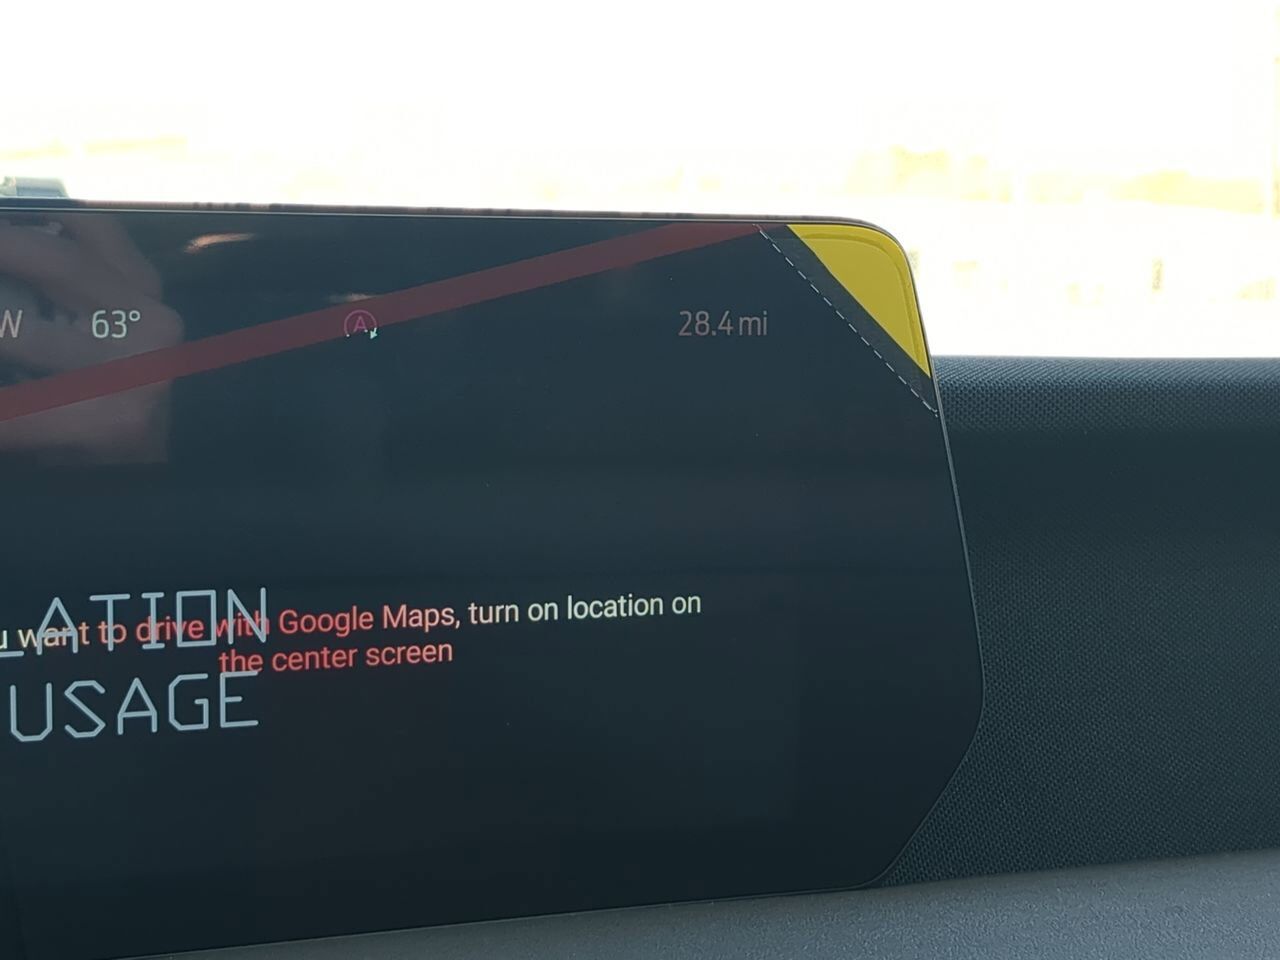 W 63° A 28.4 mi
u want to drive with Google Maps, turn on location on
the center screen
LATION
USAGE